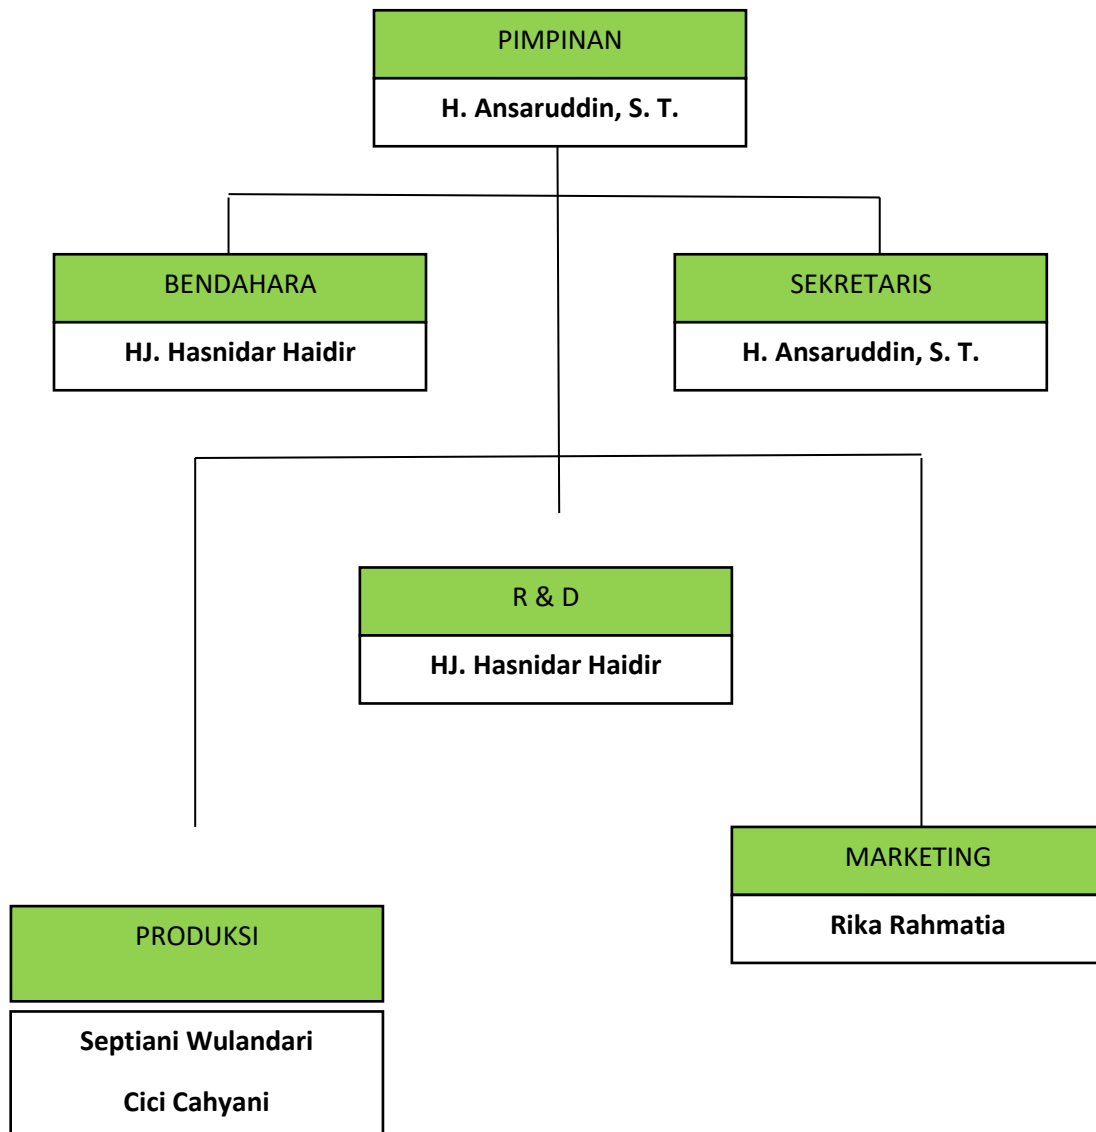 PIMPINAN
H. Ansaruddin, S. T.
BENDAHARA
HJ. Hasnidar Haidir
SEKRETARIS
H. Ansaruddin, S. T.
R & D
HJ. Hasnidar Haidir
MARKETING
Rika Rahmatia
PRODUKSI
Septiani Wulandari
Cici Cahyani